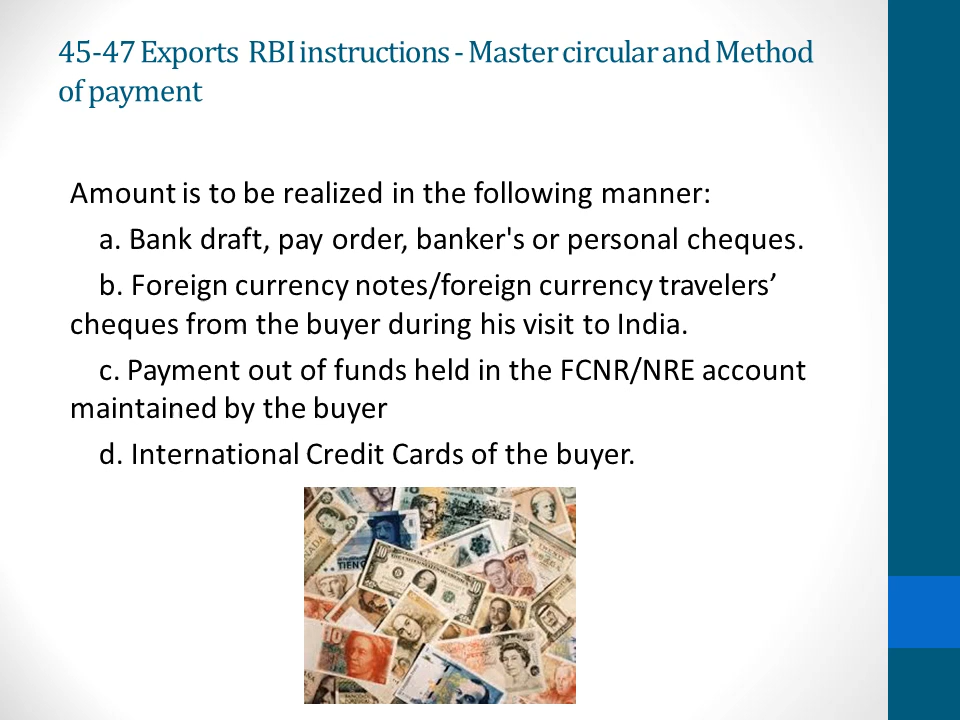 45-47 Exports RBI instructions - Master circular and Method
of payment
Amount is to be realized in the following manner:
a. Bank draft, pay order, banker's or personal cheques.
b. Foreign currency notes/foreign currency travelers’
cheques from the buyer during his visit to India.
c. Payment out of funds held in the FCNR/NRE account
maintained by the buyer
d. International Credit Cards of the buyer.
TIEN
10
10